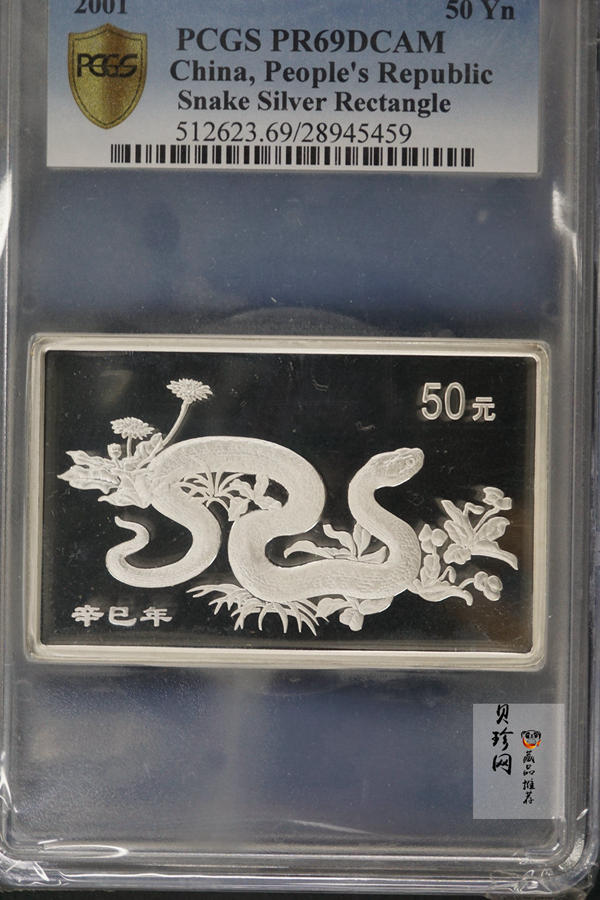 2001 50 Yn
PCGS
PCGS PR69DCAM
China, People's Republic
Snake Silver Rectangle
512623.69/28945459
50元
辛巳年
贝珍网
藏品推荐